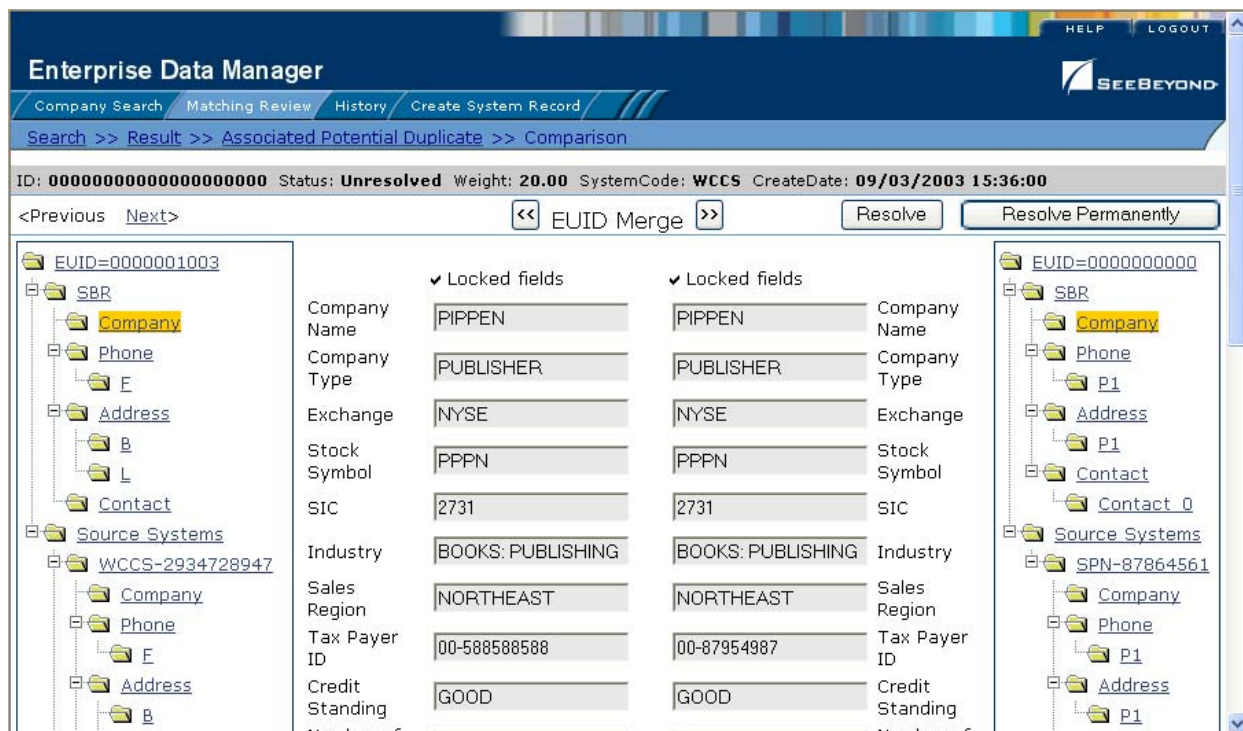 HELP LOGOUT
Enterprise Data Manager
SEEBEYOND
Company Search Matching Review History Create System Record
Search >> Result >> Associated Potential Duplicate >> Comparison
ID: 00000000000000000000 Status: Unresolved Weight: 20.00 SystemCode: WCCS CreateDate: 09/03/2003 15:36:00
<Previous Next> << EUID Merge >> Resolve Resolve Permanently
EUID=0000001003
SBR
Company
Phone
F
Address
B
L
Contact
Source Systems
WCCS-2934728947
Company
Phone
F
Address
B
✔ Locked fields ✔ Locked fields
Company Name PIPPEN PIPPEN Company Name
Company Type PUBLISHER PUBLISHER Company Type
Exchange NYSE NYSE Exchange
Stock Symbol PPPN PPPN Stock Symbol
SIC 2731 2731 SIC
Industry BOOKS: PUBLISHING BOOKS: PUBLISHING Industry
Sales Region NORTHEAST NORTHEAST Sales Region
Tax Payer ID 00-588588588 00-87954987 Tax Payer ID
Credit Standing GOOD GOOD Credit Standing
EUID=0000000000
SBR
Company
Phone
P1
Address
P1
Contact
Contact_0
Source Systems
SPN-87864561
Company
Phone
P1
Address
P1